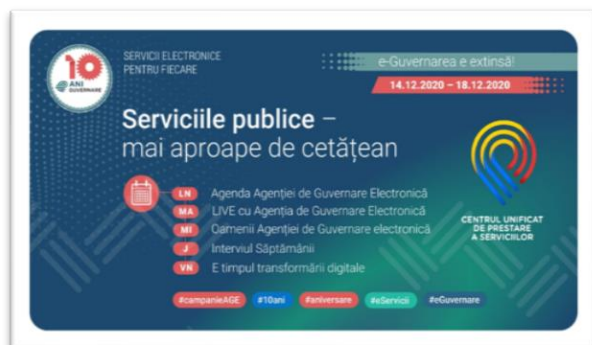 10
ANI
GUVERNARE
SERVICII ELECTRONICE
PENTRU FIECARE
e-Guvernarea e extinsă!
14.12.2020 – 18.12.2020
Serviciile publice –
mai aproape de cetățean
LN Agenda Agenției de Guvernare Electronică
MA LIVE cu Agenția de Guvernare Electronică
MI Oamenii Agenției de Guvernare electronică
J Interviul Săptămânii
VN E timpul transformării digitale
CENTRUL UNIFICAT
DE PRESTARE
A SERVICIILOR
#campanieAGE #10ani #aniversare #eServicii #eGuvernare